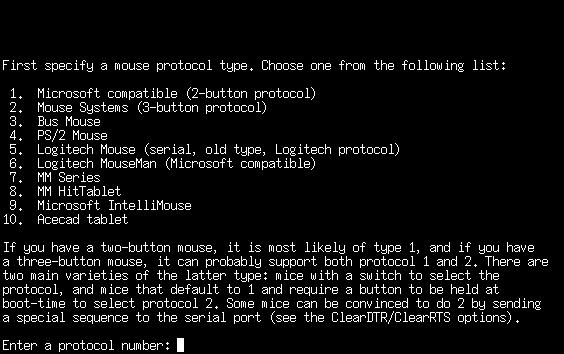 First specify a mouse protocol type. Choose one from the following list:
1. Microsoft compatible (2-button protocol)
2. Mouse Systems (3-button protocol)
3. Bus Mouse
4. PS/2 Mouse
5. Logitech Mouse (serial, old type, Logitech protocol)
6. Logitech MouseMan (Microsoft compatible)
7. MM Series
8. MM HitTablet
9. Microsoft IntelliMouse
10. Acecad tablet
If you have a two-button mouse, it is most likely of type 1, and if you have
a three-button mouse, it can probably support both protocol 1 and 2. There are
two main varieties of the latter type: mice with a switch to select the
protocol, and mice that default to 1 and require a button to be held at
boot-time to select protocol 2. Some mice can be convinced to do 2 by sending
a special sequence to the serial port (see the ClearDTR/ClearRTS options).
Enter a protocol number: